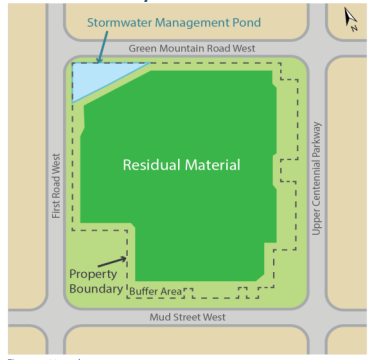 Stormwater Management Pond
N
Green Mountain Road West
First Road West
Residual Material
Upper Centennial Parkway
Property
Boundary
Buffer Area
Mud Street West